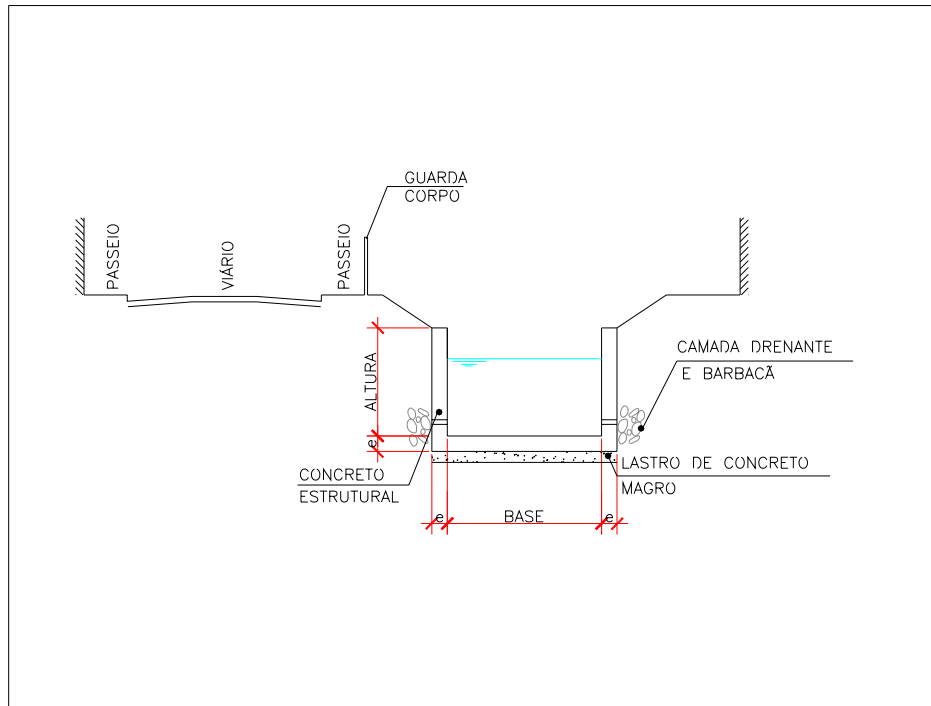 GUARDA
CORPO
PASSEIO
VIÁRIO
PASSEIO
CAMADA DRENANTE
E BARBACÃ
ALTURA
e
CONCRETO
ESTRUTURAL
LASTRO DE CONCRETO
MAGRO
e
BASE
e